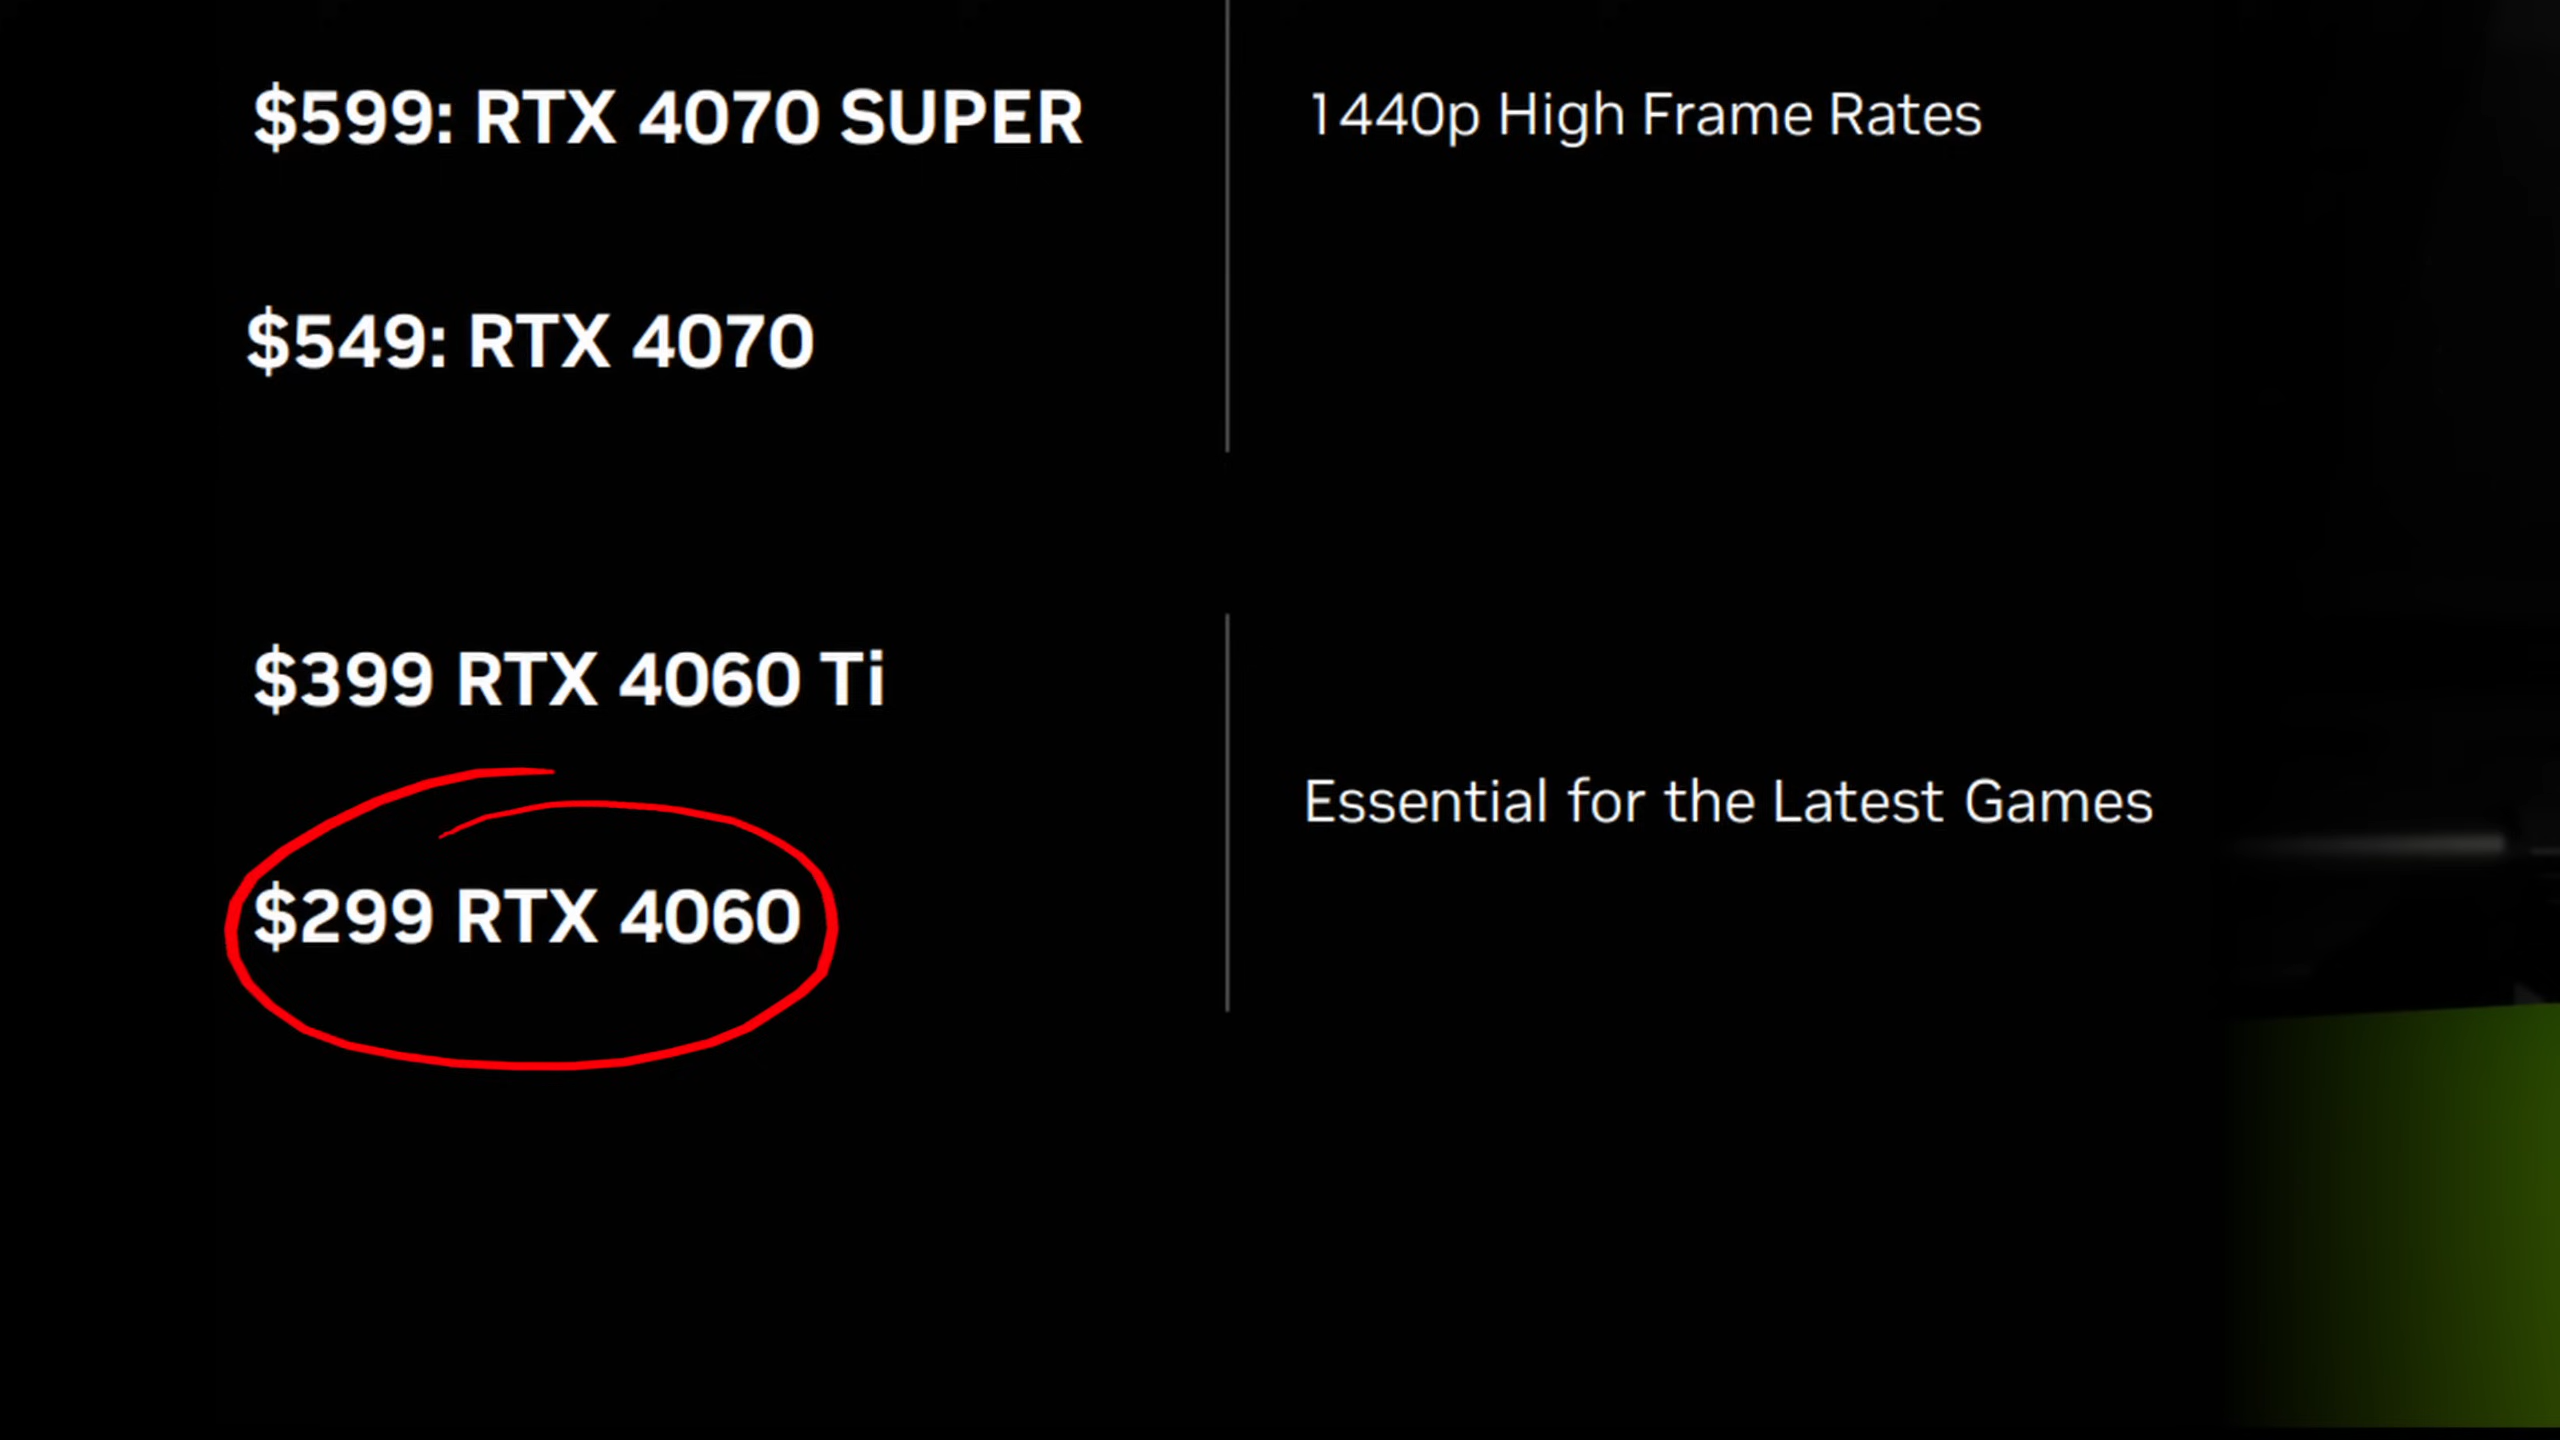 $599: RTX 4070 SUPER
1440p High Frame Rates
$549: RTX 4070
$399 RTX 4060 Ti
Essential for the Latest Games
$299 RTX 4060